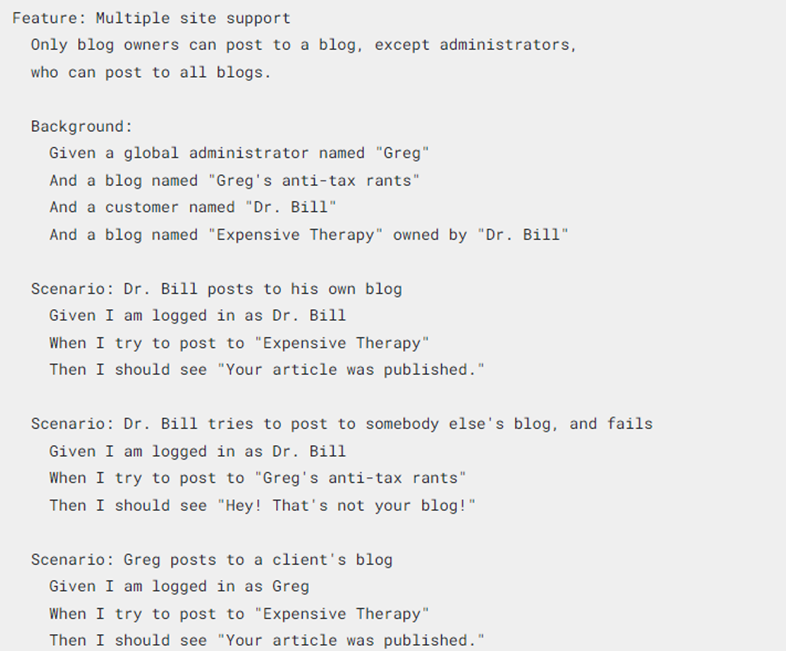 Feature: Multiple site support
Only blog owners can post to a blog, except administrators,
who can post to all blogs.
Background:
Given a global administrator named "Greg"
And a blog named "Greg's anti-tax rants"
And a customer named "Dr. Bill"
And a blog named "Expensive Therapy" owned by "Dr. Bill"
Scenario: Dr. Bill posts to his own blog
Given I am logged in as Dr. Bill
When I try to post to "Expensive Therapy"
Then I should see "Your article was published."
Scenario: Dr. Bill tries to post to somebody else's blog, and fails
Given I am logged in as Dr. Bill
When I try to post to "Greg's anti-tax rants"
Then I should see "Hey! That's not your blog!"
Scenario: Greg posts to a client's blog
Given I am logged in as Greg
When I try to post to "Expensive Therapy"
Then I should see "Your article was published."